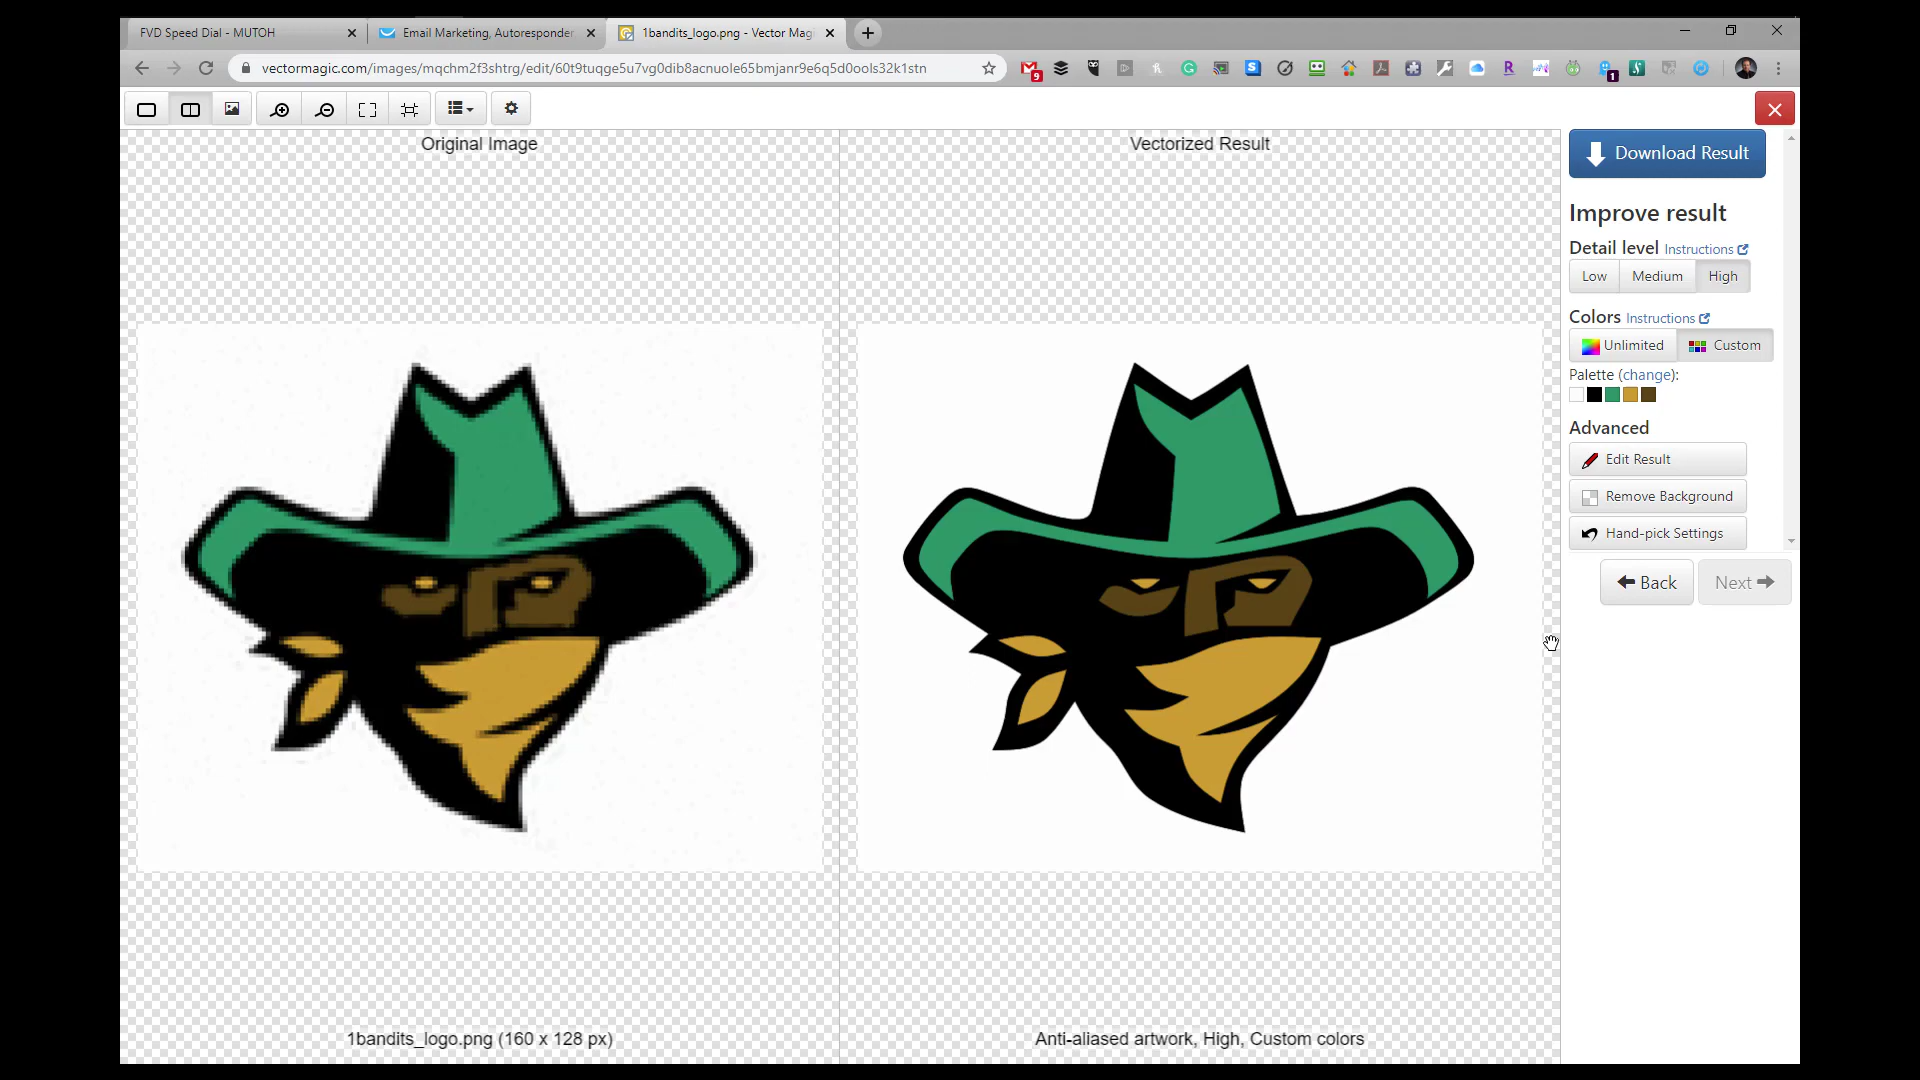 FVD Speed Dial - MUTOH
Email Marketing, Autoresponder
1bandits_logo.png - Vector Mag
vectormagic.com/images/mqchm2f3shtrg/edit/60t9tuqge5u7vg0dib8acnuole65bmjanr9e6q5d0ools32k1stn
9
1
Original Image
Vectorized Result
Download Result
Improve result
Detail level Instructions
Low Medium High
Colors Instructions
Unlimited Custom
Palette (change):
Advanced
Edit Result
Remove Background
Hand-pick Settings
Back Next
1bandits_logo.png (160 x 128 px)
Anti-aliased artwork, High, Custom colors